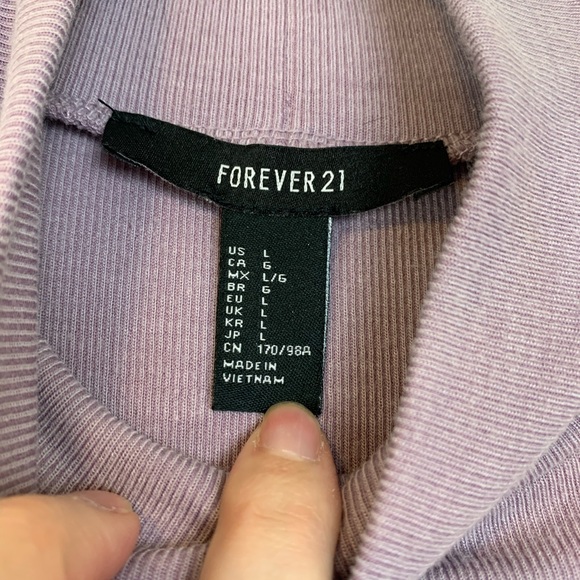 FOREVER 21
US L
CA G
MX L/G
BR G
EU L
UK L
KR L
JP L
CN 170/98A
MADE IN
VIETNAM